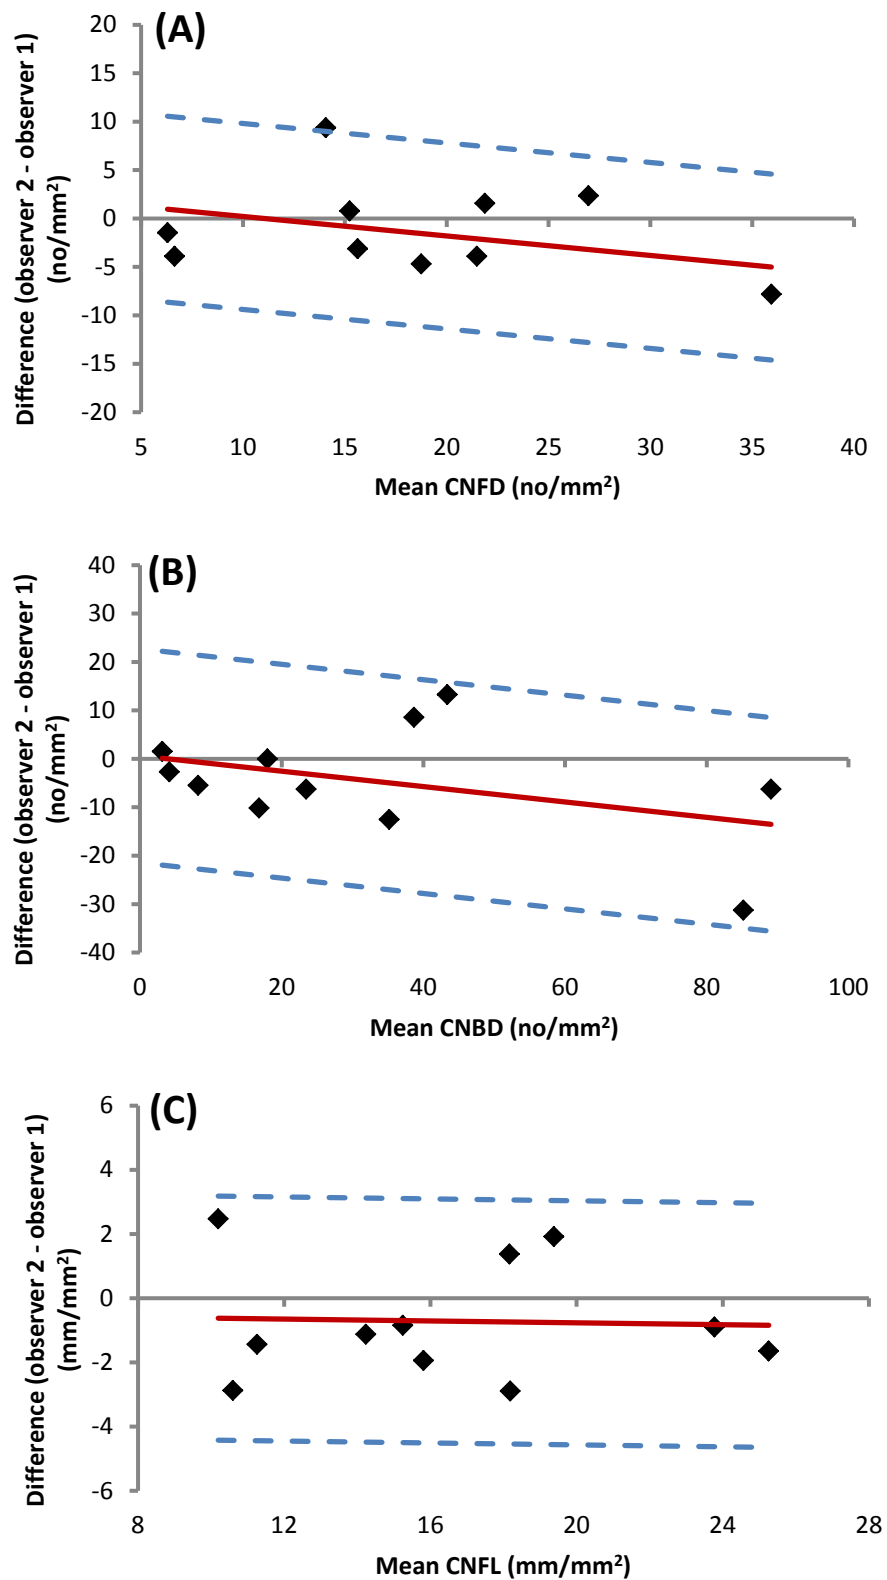 (A)
Difference (observer 2 - observer 1)
(no/mm²)
20
15
10
5
0
-5
-10
-15
-20
5 10 15 20 25 30 35 40
Mean CNFD (no/mm²)
(B)
Difference (observer 2 - observer 1)
(no/mm²)
40
20
10
0
-10
-20
-30
-40
0 20 40 60 80 100
Mean CNBD (no/mm²)
(C)
Difference (observer 2 - observer 1)
(mm/mm²)
6
4
2
0
-2
-4
-6
8 12 16 20 24 28
Mean CNFL (mm/mm²)